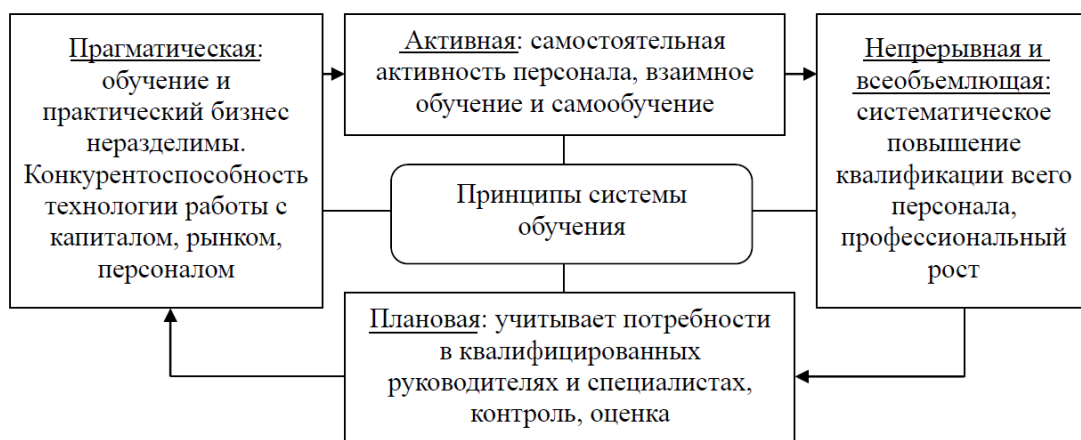 Прагматическая:
обучение и
практический бизнес
неразделимы.
Конкурентоспособность
технологии работы с
капиталом, рынком,
персоналом
Активная: самостоятельная
активность персонала, взаимное
обучение и самообучение
Непрерывная и
всеобъемлющая:
систематическое
повышение
квалификации всего
персонала,
профессиональный
рост
Принципы системы
обучения
Плановая: учитывает потребности
в квалифицированных
руководителях и специалистах,
контроль, оценка